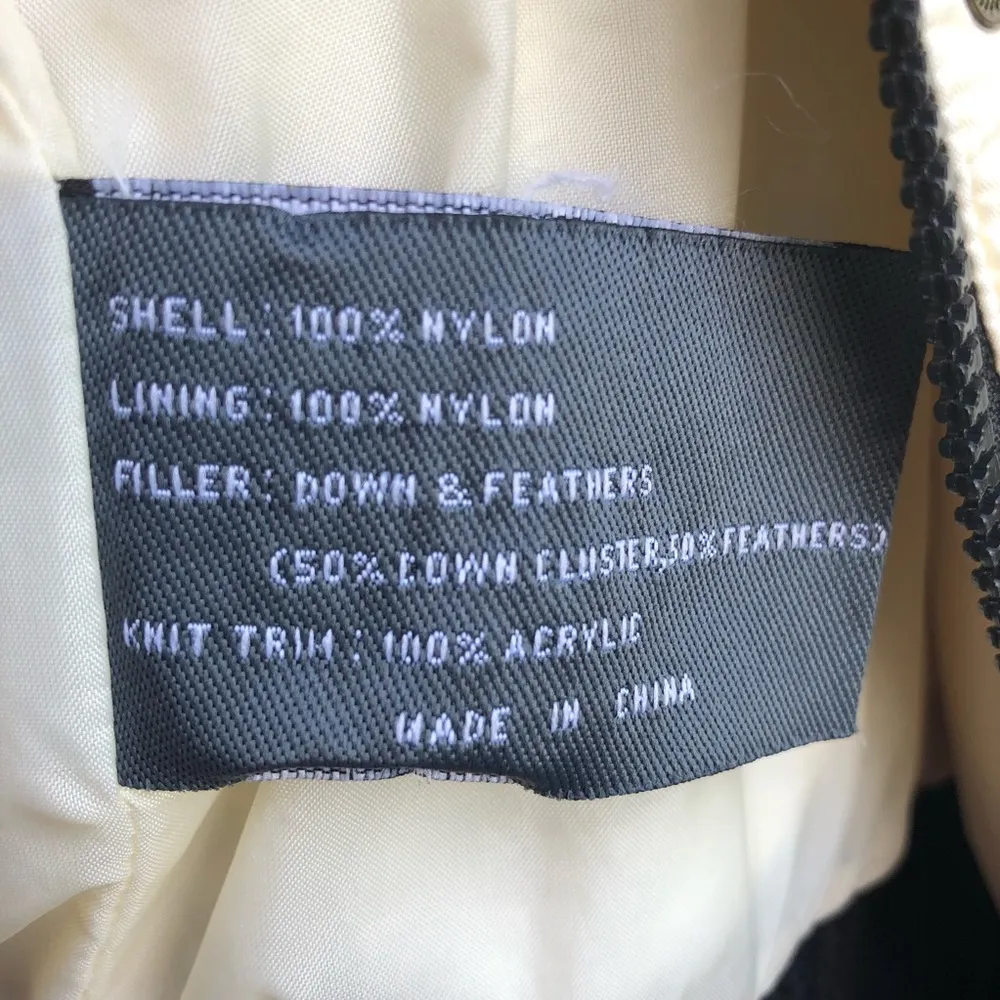 SHELL : 100% NYLON
LINING : 100% NYLON
FILLER : DOWN & FEATHERS
(50% DOWN CLUSTER,50% FEATHERS)
KNIT TRIM : 100% ACRYLIC
MADE IN CHINA